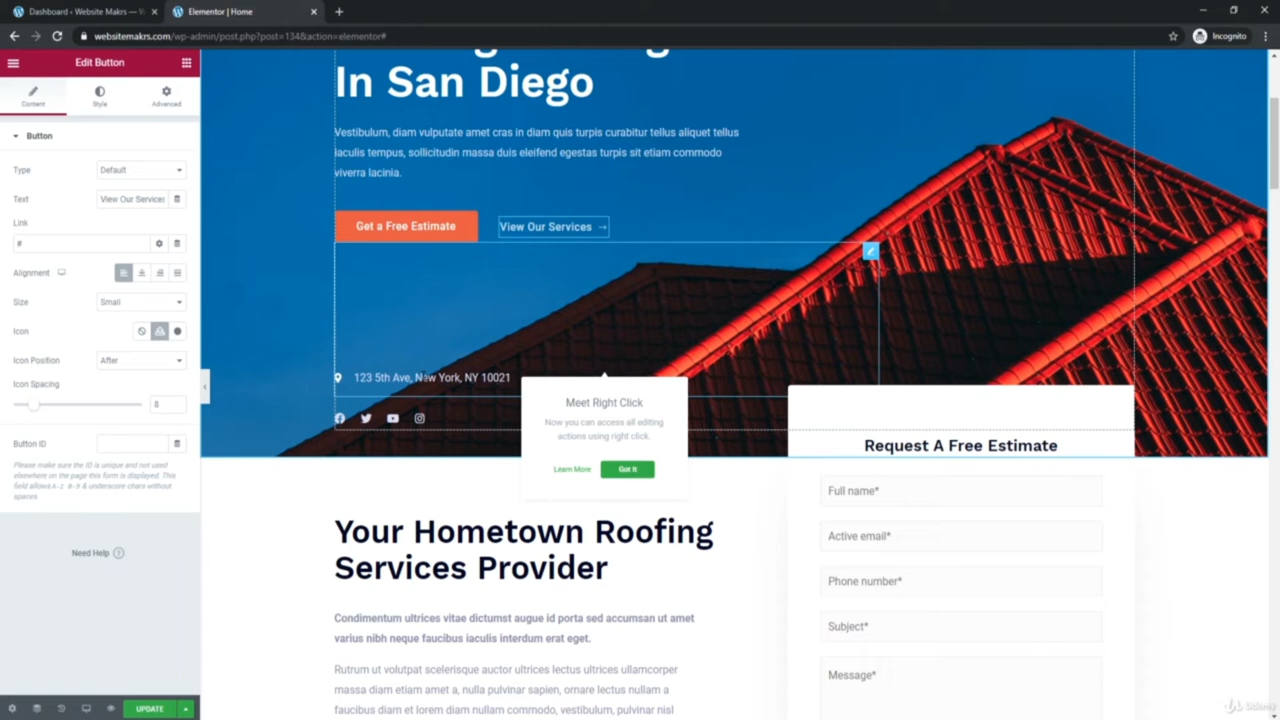 Dashboard ‹ Website Makrs — W
Elementor | Home
websitemakrs.com/wp-admin/post.php?post=134&action=elementor#
Incognito
Edit Button
Content
Style
Advanced
Button
Type
Default
Text
View Our Services
Link
#
Alignment
Size
Small
Icon
Icon Position
After
Icon Spacing
8
Button ID
Please make sure the ID is unique and not used
elsewhere on the page this form is displayed. This
field allows A-z 0-9 & underscore chars without
spaces
Need Help
UPDATE
In San Diego
Vestibulum, diam vulputate amet cras in diam quis turpis curabitur tellus aliquet tellus
iaculis tempus, sollicitudin massa duis eleifend egestas turpis sit etiam commodo
viverra lacinia.
Get a Free Estimate
View Our Services →
123 5th Ave, New York, NY 10021
Meet Right Click
Now you can access all editing
actions using right click.
Learn More
Got It
Request A Free Estimate
Full name*
Active email*
Phone number*
Subject*
Message*
Your Hometown Roofing
Services Provider
Condimentum ultrices vitae dictumst augue id porta sed accumsan ut amet
varius nibh neque faucibus iaculis interdum erat eget.
Rutrum ut volutpat scelerisque auctor ultrices lectus ultrices ullamcorper
massa diam etiam amet a, nulla pulvinar sapien, ornare lectus nullam a
faucibus diam et lorem diam nullam commodo, vestibulum, pulvinar nisl
Udemy